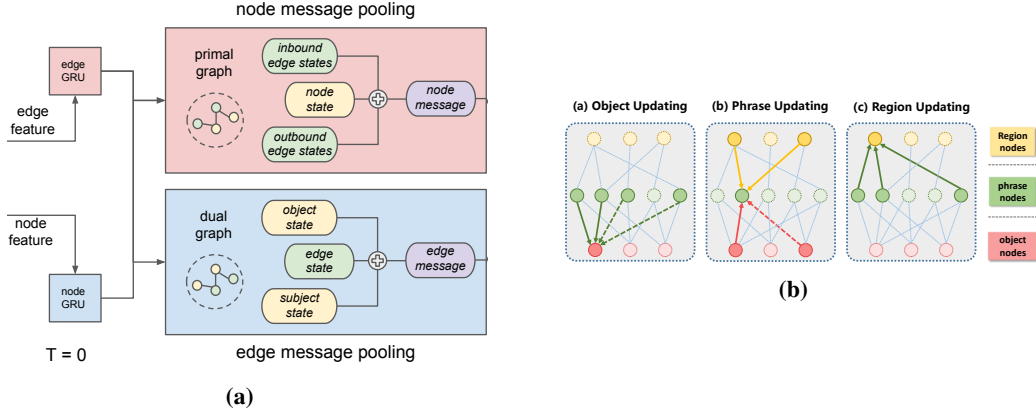 node message pooling
edge
GRU
edge
feature
primal
graph
inbound
edge states
node
state
outbound
edge states
node
message
node
feature
node
GRU
dual
graph
object
state
edge
state
subject
state
edge
message
T = 0
edge message pooling
(a)
(a) Object Updating
(b) Phrase Updating
(c) Region Updating
Region
nodes
phrase
nodes
object
nodes
(b)